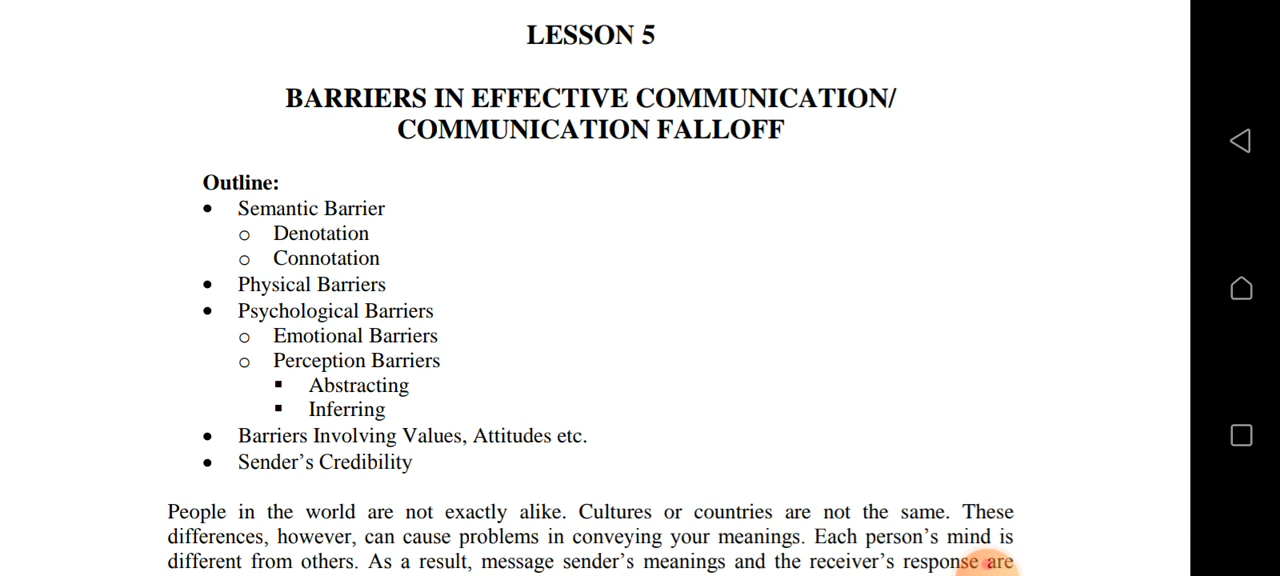 LESSON 5
BARRIERS IN EFFECTIVE COMMUNICATION/
COMMUNICATION FALLOFF
Outline:
• Semantic Barrier
o Denotation
o Connotation
• Physical Barriers
• Psychological Barriers
o Emotional Barriers
o Perception Barriers
▪ Abstracting
▪ Inferring
• Barriers Involving Values, Attitudes etc.
• Sender's Credibility
People in the world are not exactly alike. Cultures or countries are not the same. These
differences, however, can cause problems in conveying your meanings. Each person's mind is
different from others. As a result, message sender's meanings and the receiver's response are